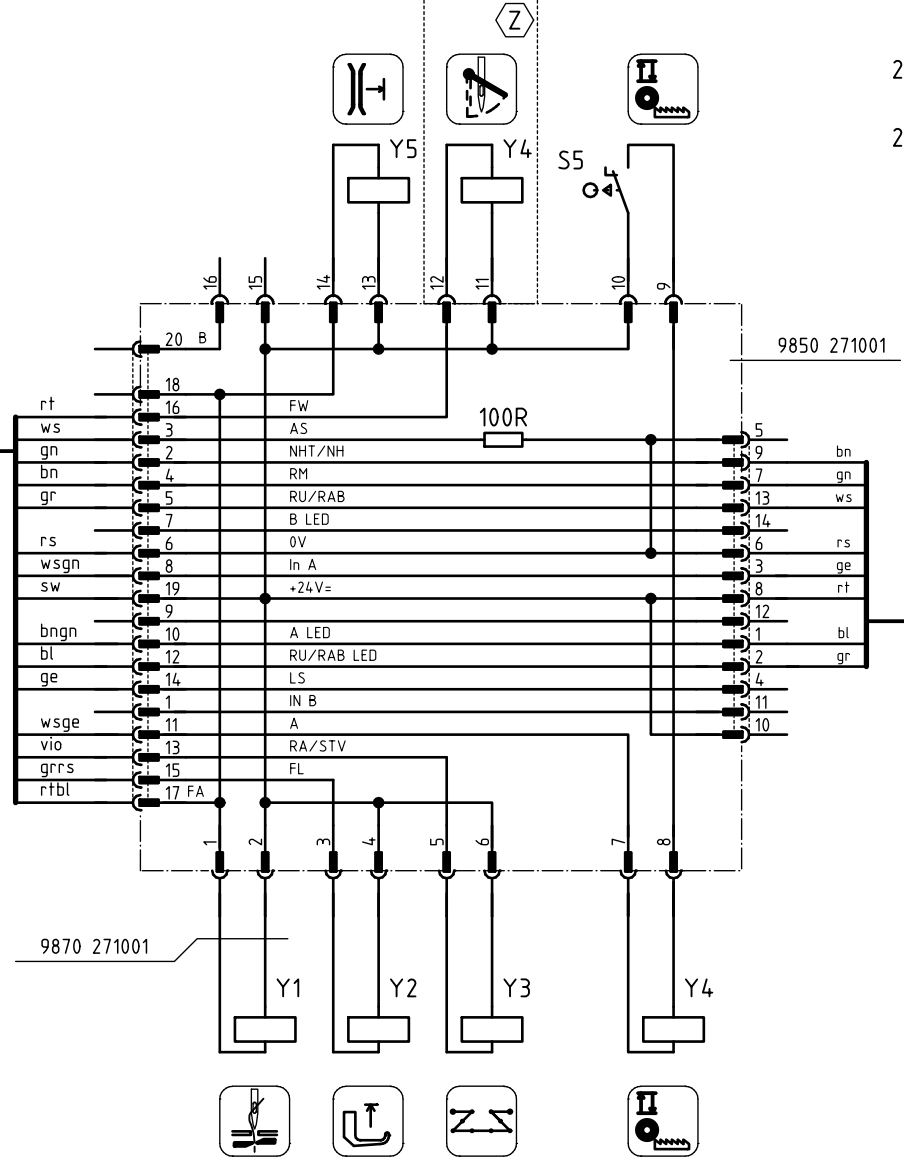 Z
2
Y5
Y4
S5
2
16
15
14
13
12
11
10
9
20 B
9850 271001
18
rt 16 FW
100R
ws 3 AS 5
gn 2 NHT/NH 9 bn
bn 4 RM 7 gn
gr 5 RU/RAB 13 ws
7 B LED 14
rs 6 0V 6 rs
wsgn 8 In A 3 ge
sw 19 +24V= 8 rt
9 12
bngn 10 A LED 1 bl
bl 12 RU/RAB LED 2 gr
ge 14 LS 4
1 IN B 11
wsge 11 A 10
vio 13 RA/STV
grrs 15 FL
rtbl 17 FA
1
2
3
4
5
6
7
8
9870 271001
Y1
Y2
Y3
Y4